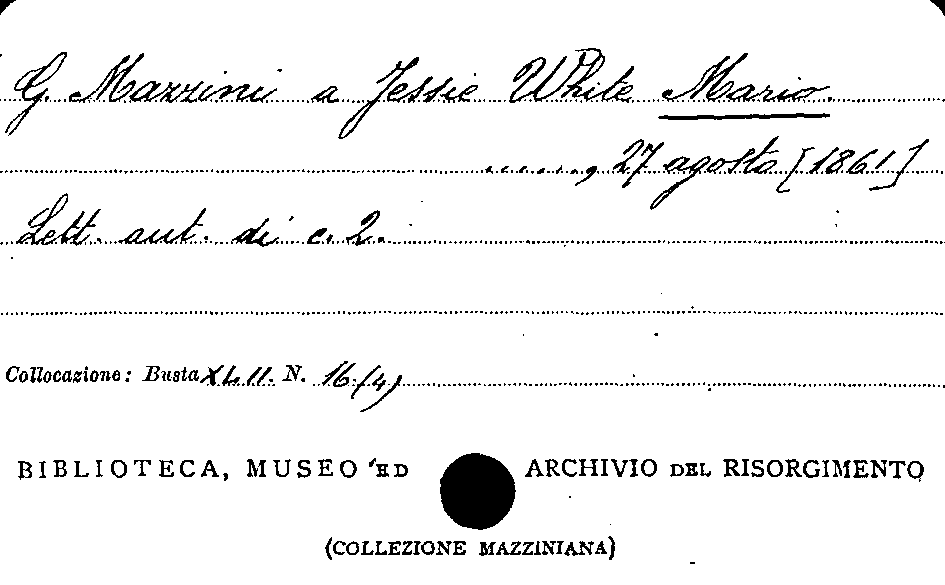 G. Mazzini a Jessie White Mario.
......, 27 agosto [1861]
Lett. aut. di c. 2.
Collocazione: Busta XLII. N. 16 (4)
BIBLIOTECA, MUSEO ED ARCHIVIO DEL RISORGIMENTO
(COLLEZIONE MAZZINIANA)